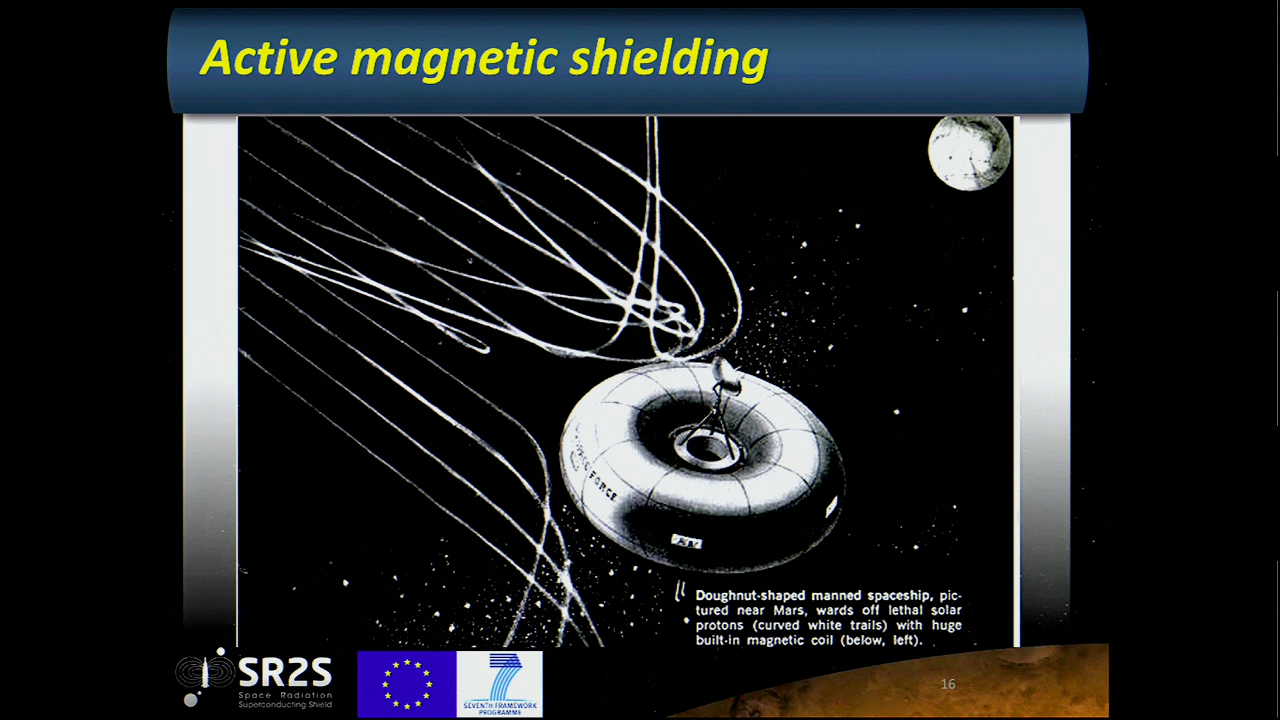 Active magnetic shielding
FORCE
Doughnut-shaped manned spaceship, pic-
tured near Mars, wards off lethal solar
protons (curved white trails) with huge
built-in magnetic coil (below, left).
SR2S
Space Radiation
Superconducting Shield
SEVENTH FRAMEWORK
PROGRAMME
16